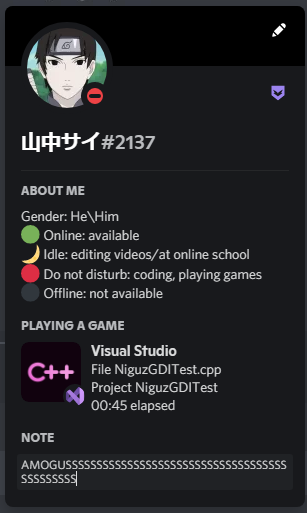 山中サイ#2137
ABOUT ME
Gender: He\Him
Online: available
Idle: editing videos/at online school
Do not disturb: coding, playing games
Offline: not available
PLAYING A GAME
C++
Visual Studio
File NiguzGDITest.cpp
Project NiguzGDITest
00:45 elapsed
NOTE
AMOGUSSSSSSSSSSSSSSSSSSSSSSSSSSSSSSSSSSSS
SSSSSSSSSSSSSS